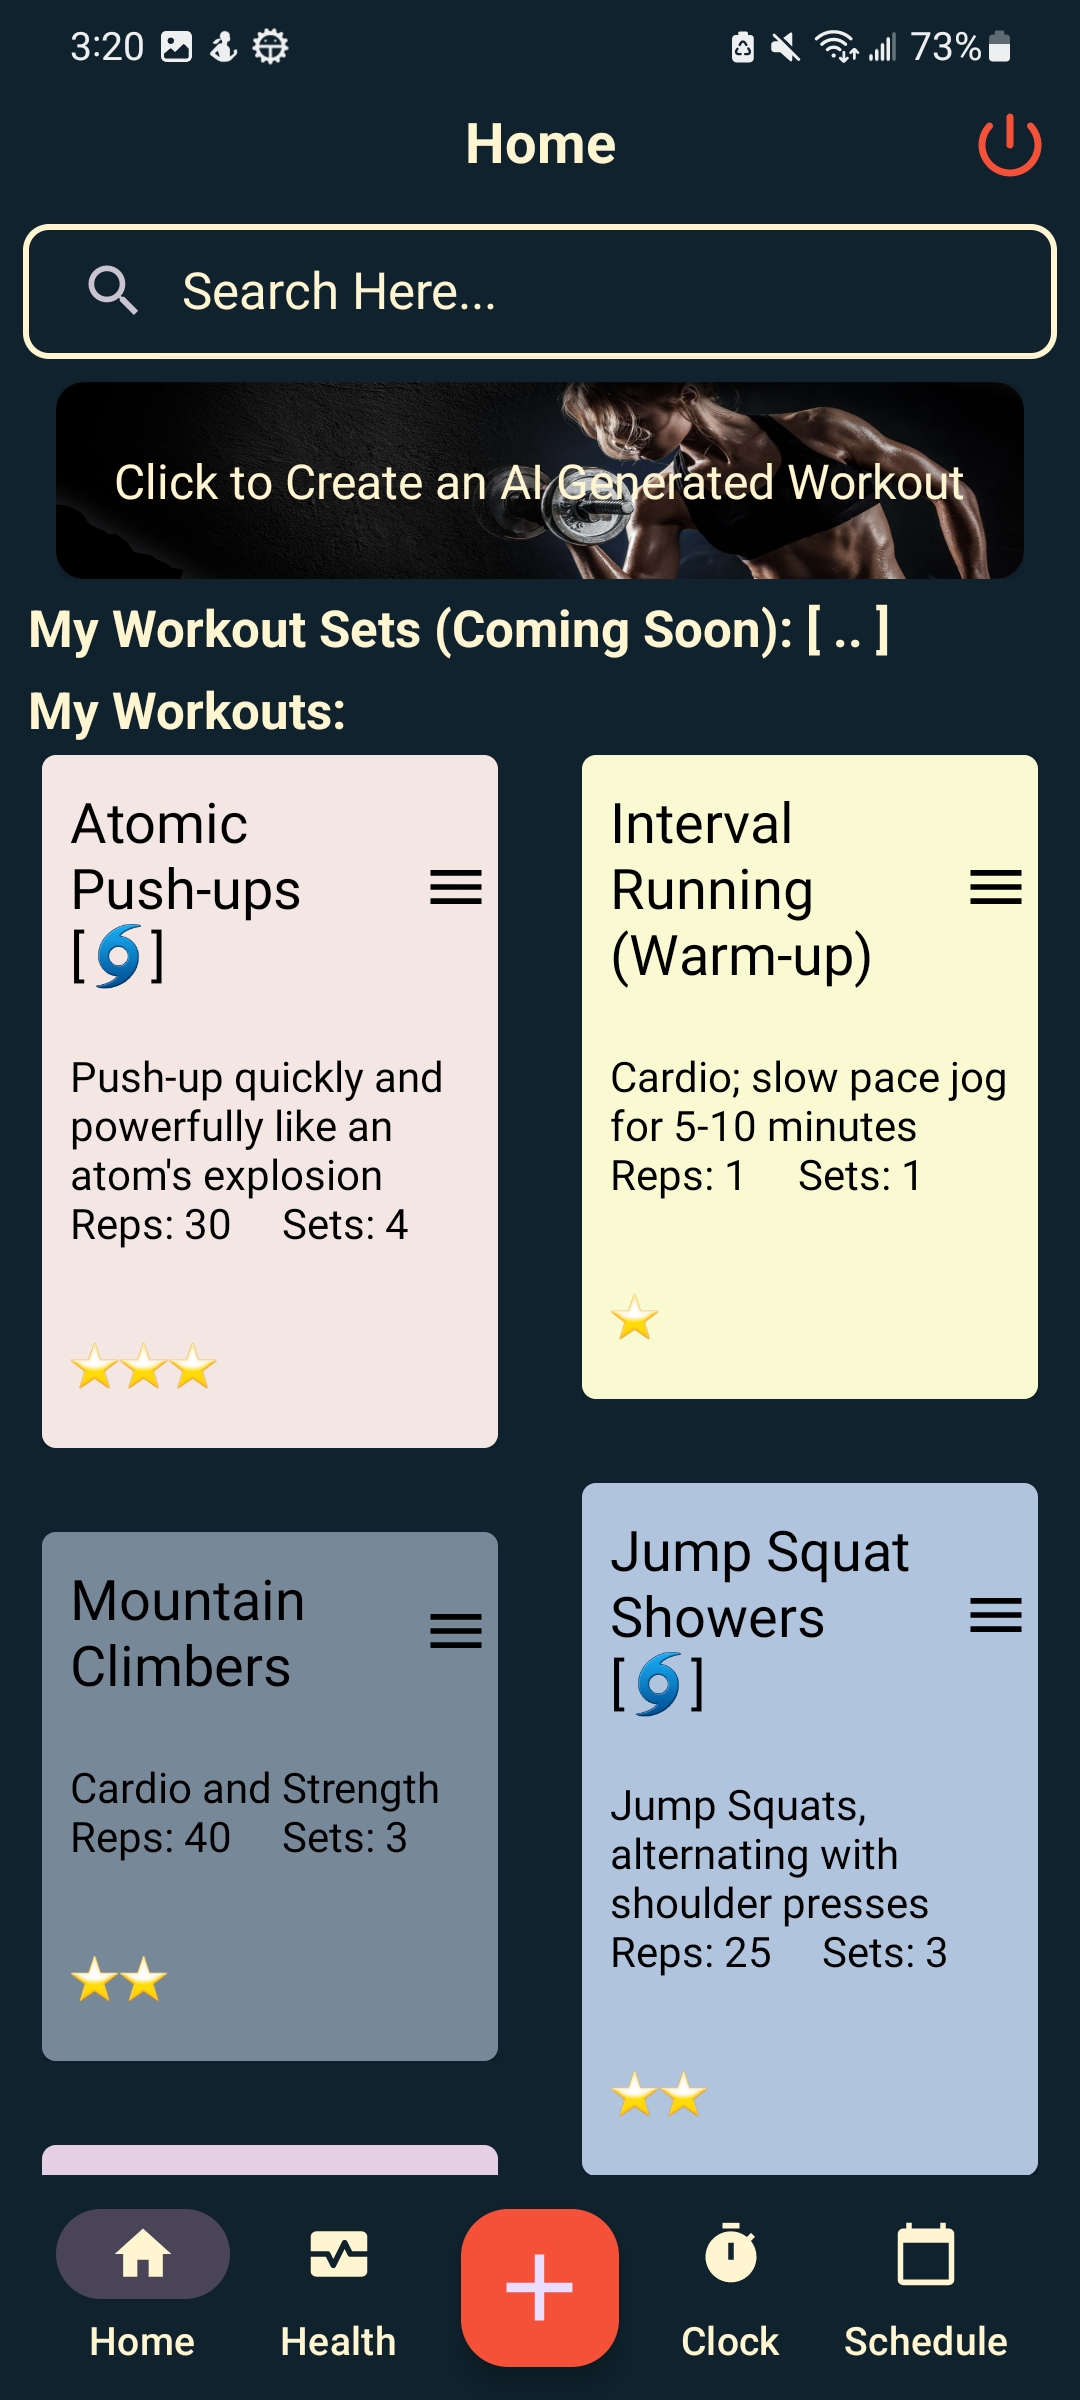 3:20
73%
Home
Search Here...
Click to Create an AI Generated Workout
My Workout Sets (Coming Soon): [ .. ]
My Workouts:
Atomic
Push-ups
[🌀]
Push-up quickly and
powerfully like an
atom's explosion
Reps: 30 Sets: 4
⭐⭐⭐
Interval
Running
(Warm-up)
Cardio; slow pace jog
for 5-10 minutes
Reps: 1 Sets: 1
⭐
Mountain
Climbers
Cardio and Strength
Reps: 40 Sets: 3
⭐⭐
Jump Squat
Showers
[🌀]
Jump Squats,
alternating with
shoulder presses
Reps: 25 Sets: 3
⭐⭐
Home
Health
Clock
Schedule